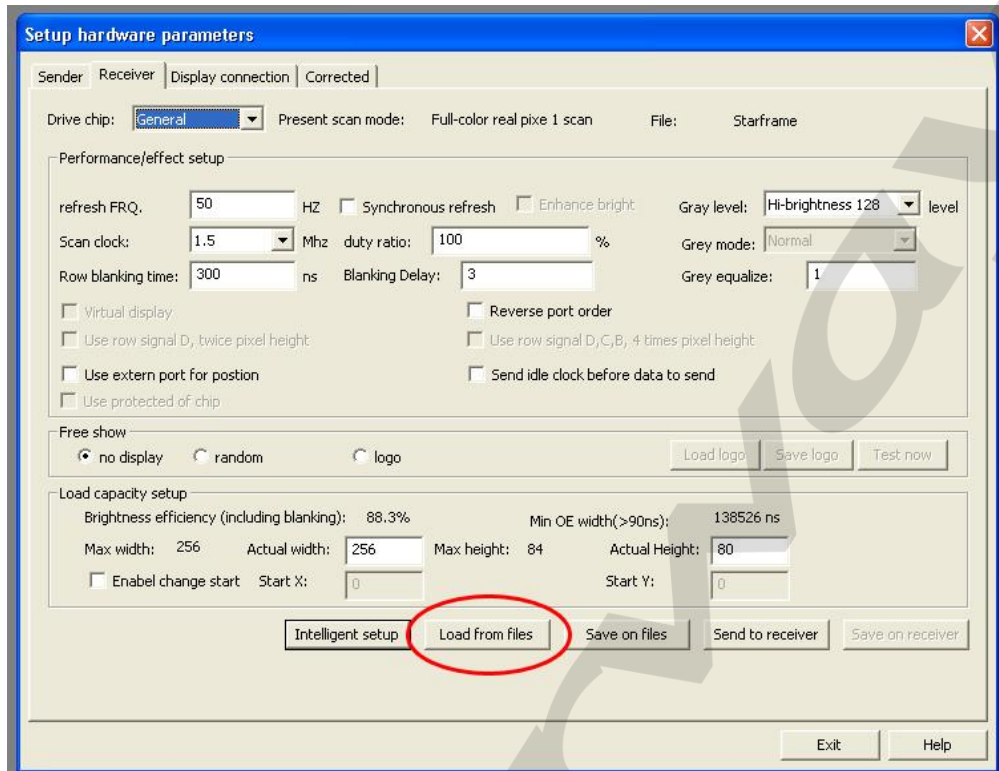 Setup hardware parameters
Sender Receiver Display connection Corrected
Drive chip: General Present scan mode: Full-color real pixe 1 scan File: Starframe
Performance/effect setup
refresh FRQ. 50 HZ Synchronous refresh Enhance bright Gray level: Hi-brightness 128 level
Scan clock: 1.5 Mhz duty ratio: 100 % Grey mode: Normal
Row blanking time: 300 ns Blanking Delay: 3 Grey equalize: 1
Virtual display Reverse port order
Use row signal D, twice pixel height Use row signal D,C,B, 4 times pixel height
Use extern port for postion Send idle clock before data to send
Use protected of chip
Free show
no display random logo Load logo Save logo Test now
Load capacity setup
Brightness efficiency (including blanking): 88.3% Min OE width(>90ns): 138526 ns
Max width: 256 Actual width: 256 Max height: 84 Actual Height: 80
Enabel change start Start X: 0 Start Y: 0
Intelligent setup Load from files Save on files Send to receiver Save on receiver
Exit Help